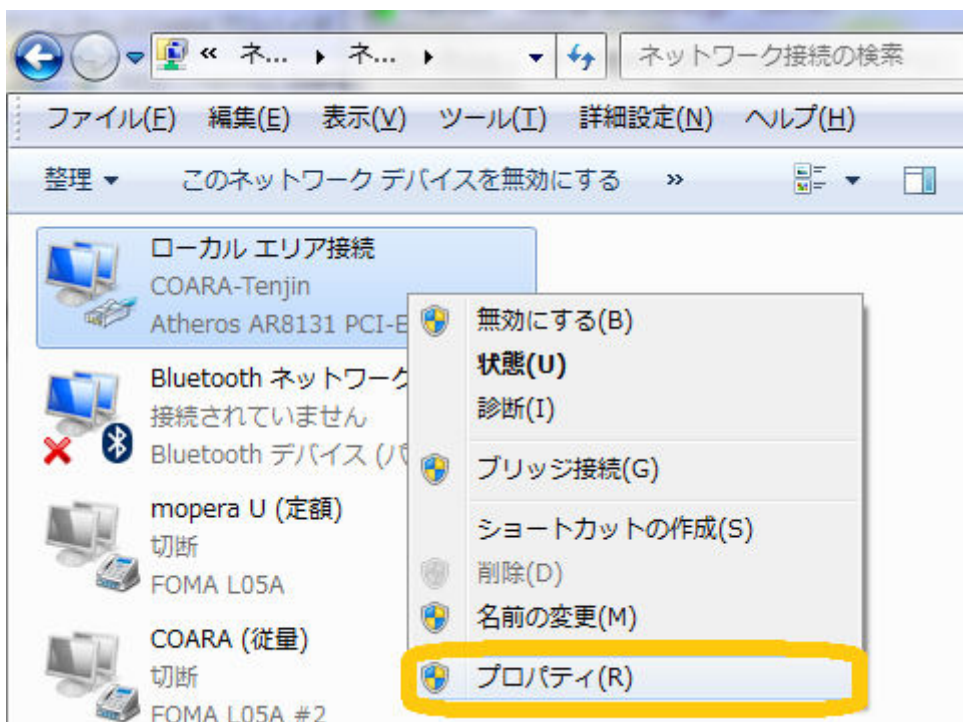 « ネ... ネ... ネットワーク接続の検索
ファイル(F) 編集(E) 表示(V) ツール(T) 詳細設定(N) ヘルプ(H)
整理 このネットワーク デバイスを無効にする »
ローカル エリア接続
COARA-Tenjin
Atheros AR8131 PCI-E
Bluetooth ネットワーク
接続されていません
Bluetooth デバイス (パ
mopera U (定額)
切断
FOMA L05A
COARA (従量)
切断
FOMA L05A #2
無効にする(B)
状態(U)
診断(I)
ブリッジ接続(G)
ショートカットの作成(S)
削除(D)
名前の変更(M)
プロパティ(R)